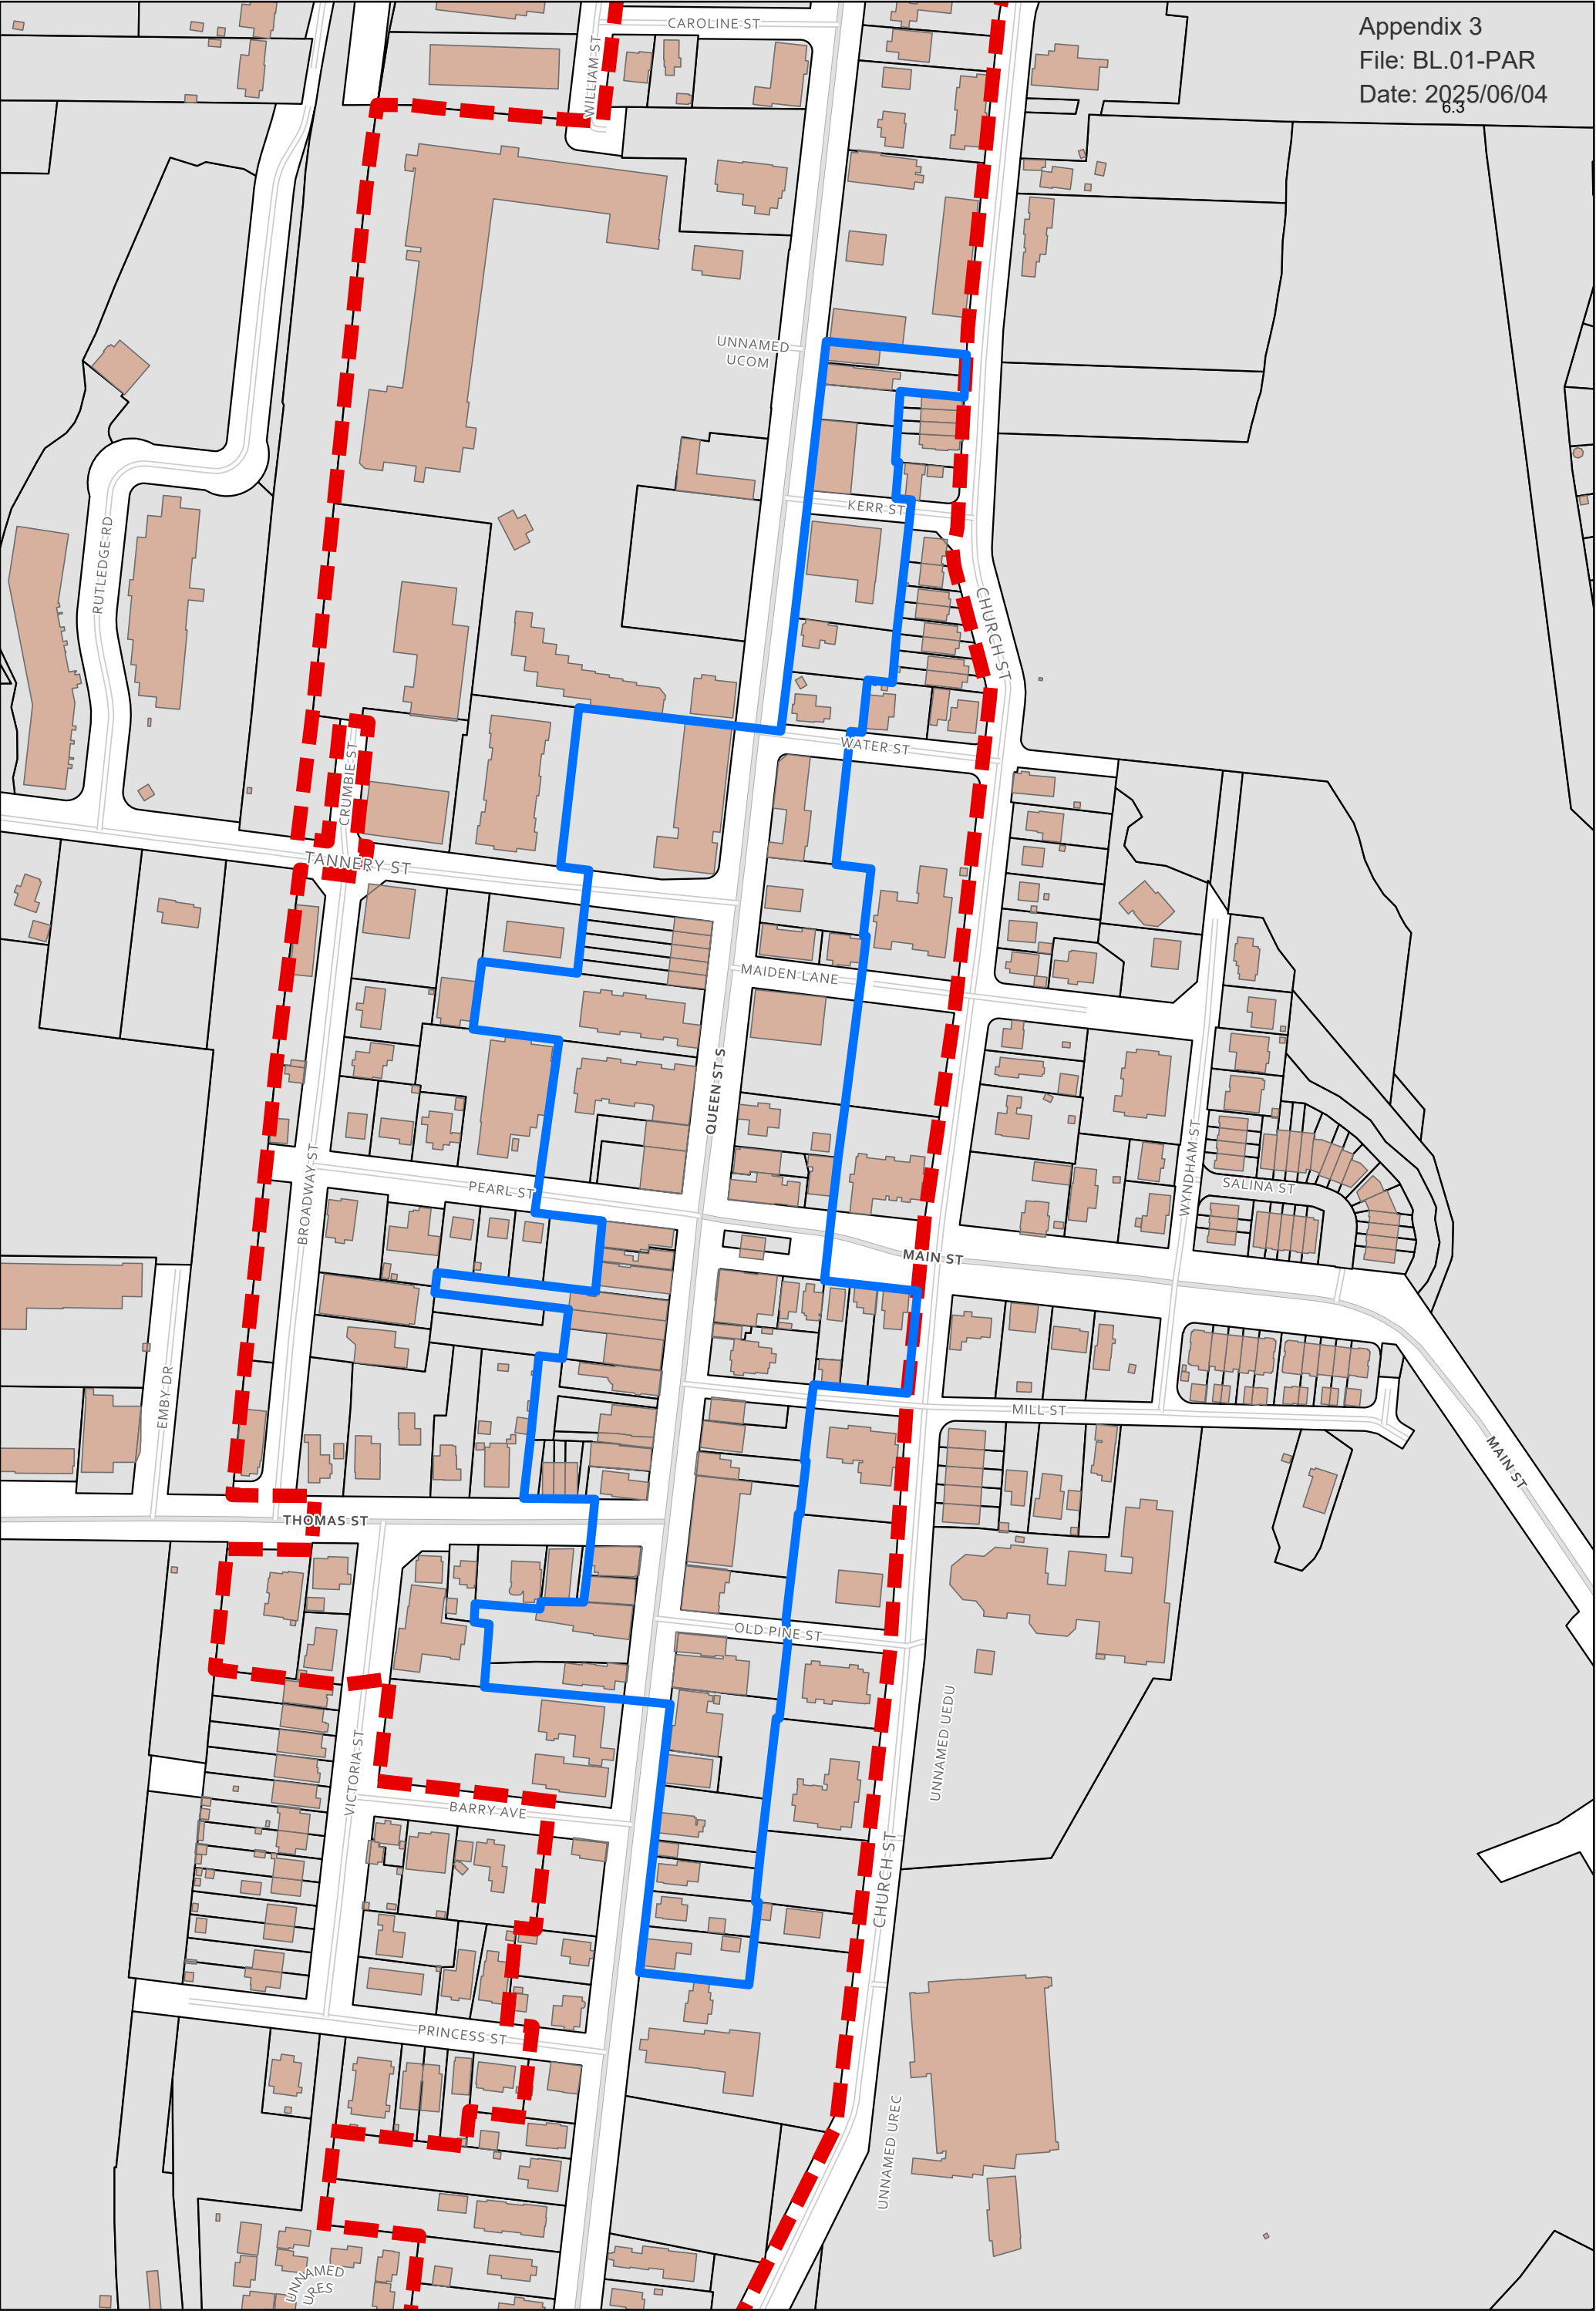 Appendix 3
File: BL.01-PAR
Date: 2025/06/04
6.3
CAROLINE ST
WILLIAM ST
UNNAMED
UCOM
KERR ST
RUTLEDGE RD
CHURCH ST
WATER ST
CRUMBIE ST
TANNERY ST
MAIDEN LANE
QUEEN ST S
BROADWAY ST
PEARL ST
WYNDHAM ST
SALINA ST
MAIN ST
EMBY DR
MILL ST
MAIN ST
THOMAS ST
OLD PINE ST
UNNAMED UEDU
VICTORIA ST
BARRY AVE
CHURCH ST
PRINCESS ST
UNNAMED UREC
UNNAMED
URES